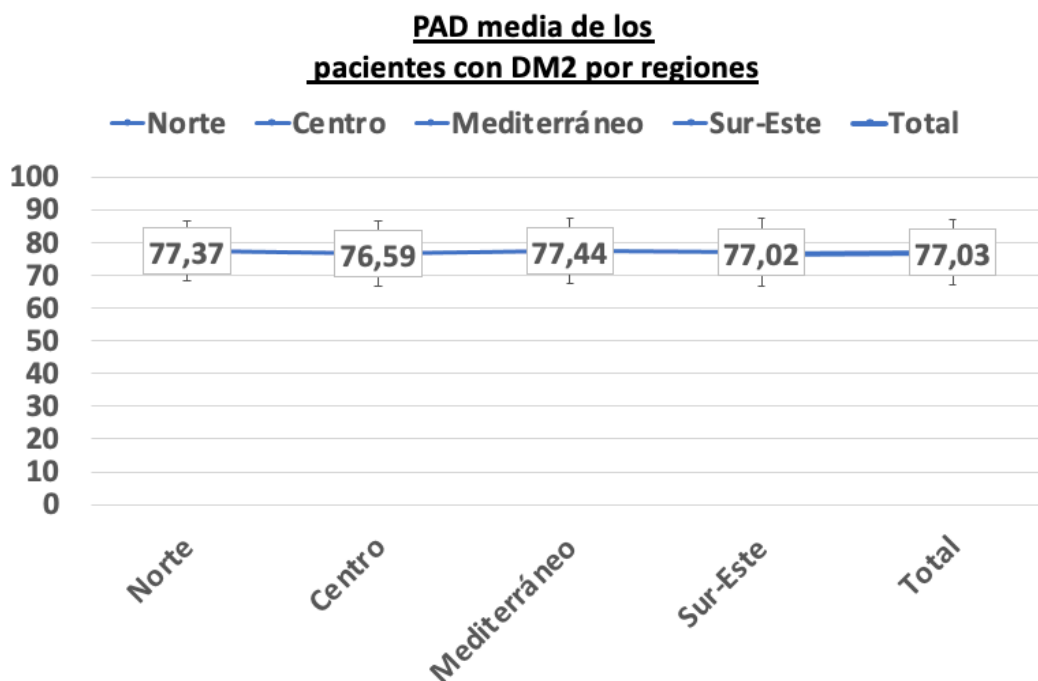 PAD media de los
pacientes con DM2 por regiones
Norte Centro Mediterráneo Sur-Este Total
100
90
80
70
60
50
40
30
20
10
0
77,37 76,59 77,44 77,02 77,03
Norte Centro Mediterráneo Sur-Este Total